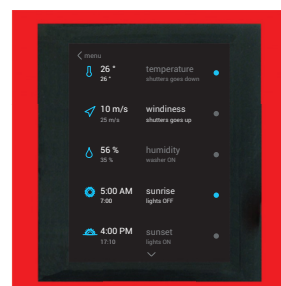 menu
26 ° temperature
26 ° shutters goes down
10 m/s windiness
25 m/s shutters goes up
56 % humidity
35 % washer ON
5:00 AM sunrise
7:00 lights OFF
4:00 PM sunset
17:10 lights ON